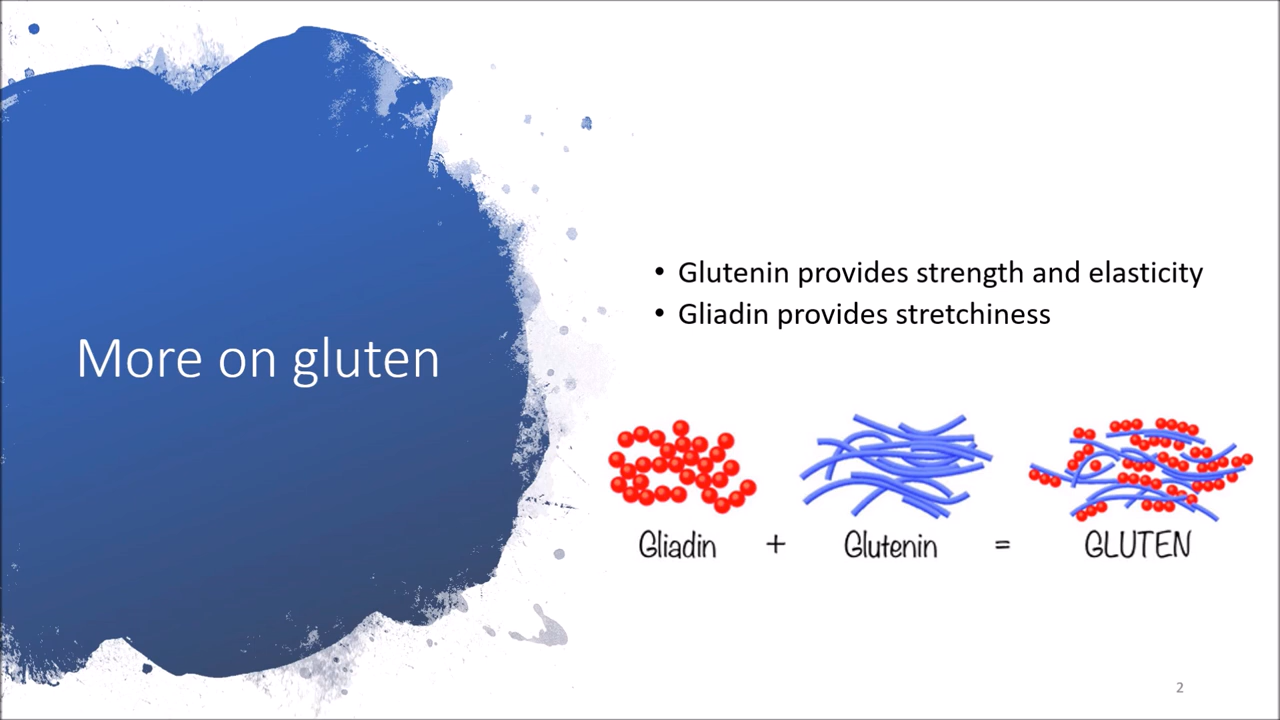 More on gluten
• Glutenin provides strength and elasticity
• Gliadin provides stretchiness
Gliadin + Glutenin = GLUTEN
2